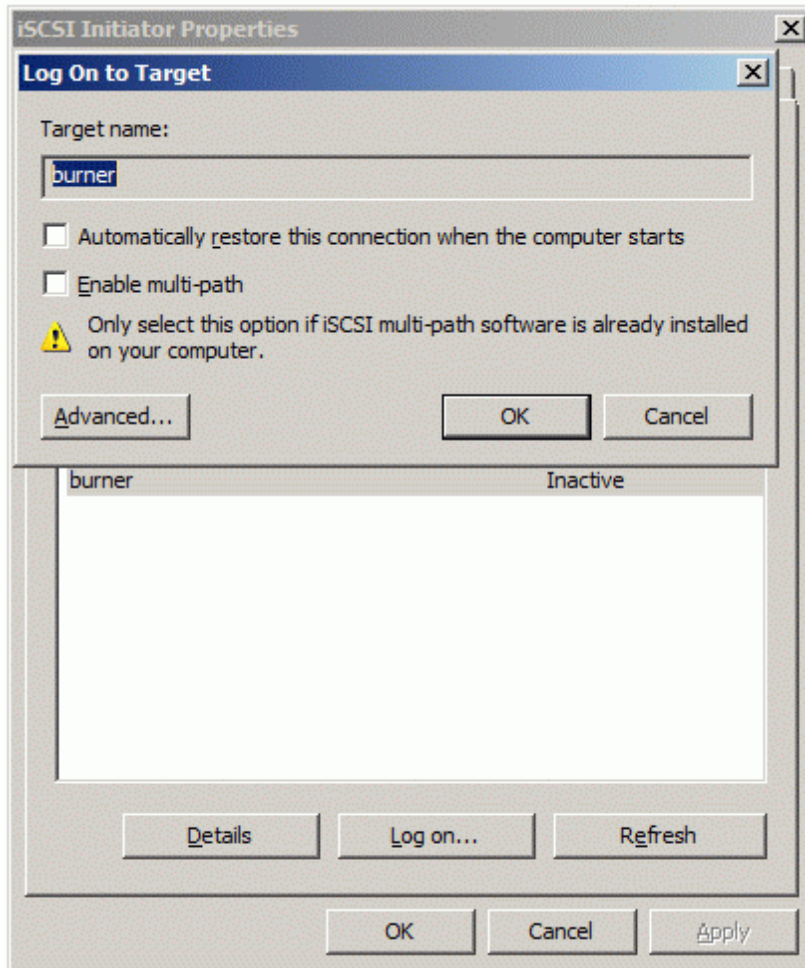 iSCSI Initiator Properties
Log On to Target
Target name:
burner
Automatically restore this connection when the computer starts
Enable multi-path
Only select this option if iSCSI multi-path software is already installed
on your computer.
Advanced... OK Cancel
burner Inactive
Details Log on... Refresh
OK Cancel Apply